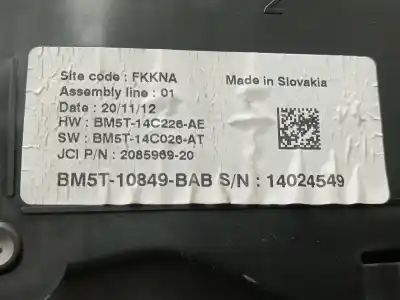 Site code : FKKNA
Made in Slovakia
Assembly line : 01
Date : 20/11/12
HW : BM5T-14C226-AE
SW : BM5T-14C026-AT
JCI P/N : 2085969-20
BM5T-10849-BAB S/N : 14024549